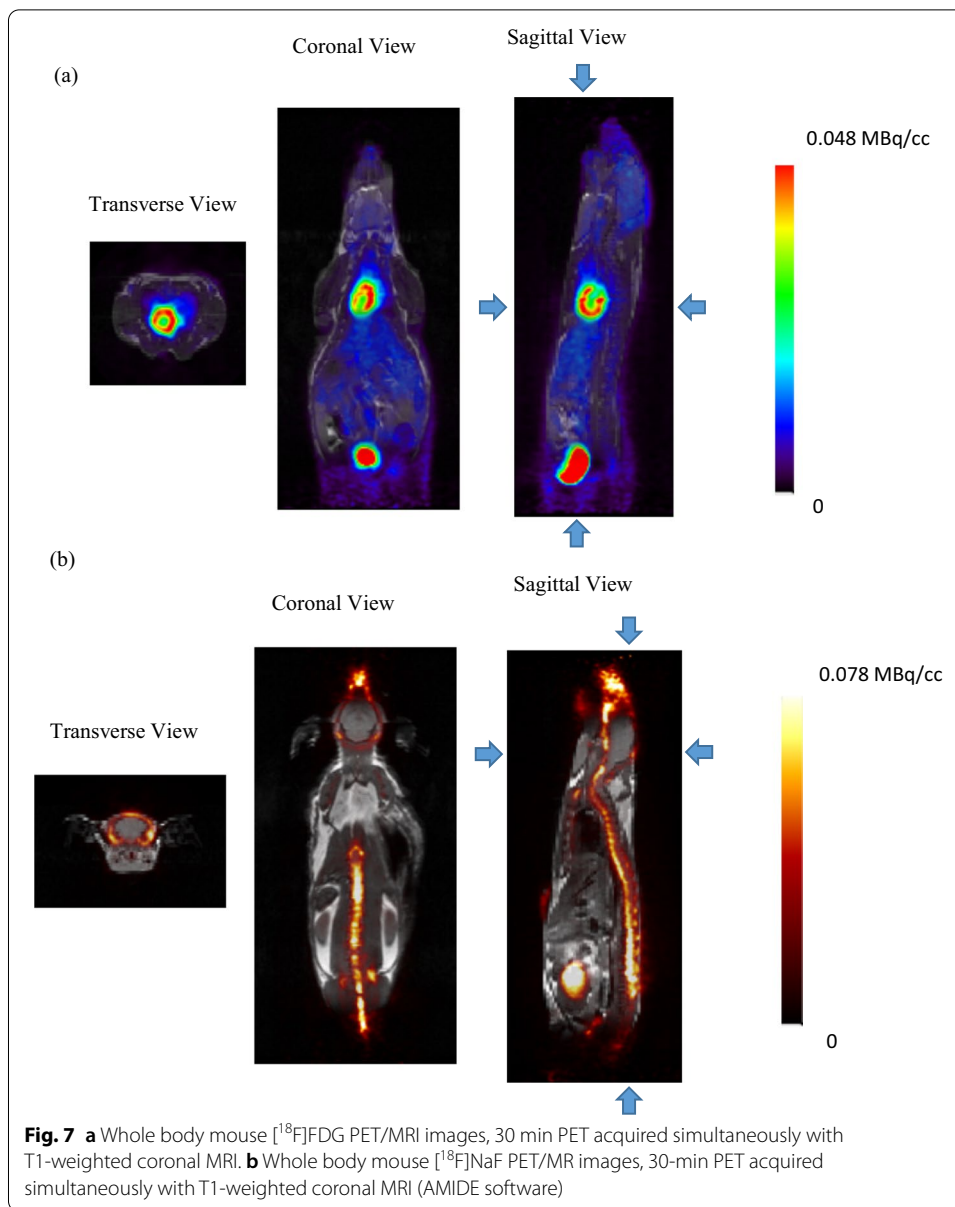 Coronal View
Sagittal View
(a)
0.048 MBq/cc
Transverse View
0
(b)
Coronal View
Sagittal View
0.078 MBq/cc
Transverse View
0
Fig. 7 a Whole body mouse [¹⁸F]FDG PET/MRI images, 30 min PET acquired simultaneously with
T1-weighted coronal MRI. b Whole body mouse [¹⁸F]NaF PET/MR images, 30-min PET acquired
simultaneously with T1-weighted coronal MRI (AMIDE software)